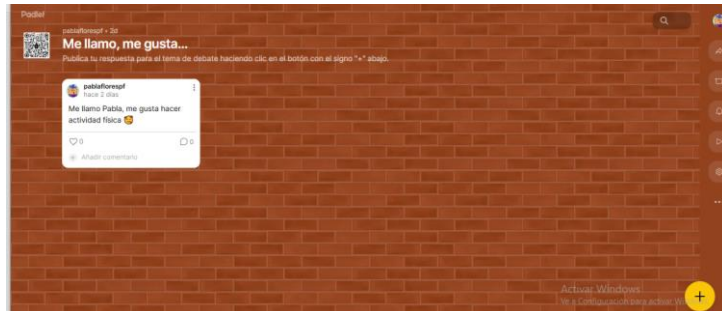 Padlet
pablaflorespf • 2d
Me llamo, me gusta...
Publica tu respuesta para el tema de debate haciendo clic en el botón con el signo "+" abajo.
pablaflorespf
hace 2 días
Me llamo Pabla, me gusta hacer
actividad física 🥰
0
0
Añadir comentario
Activar Windows
Ve a Configuración para activar Wi